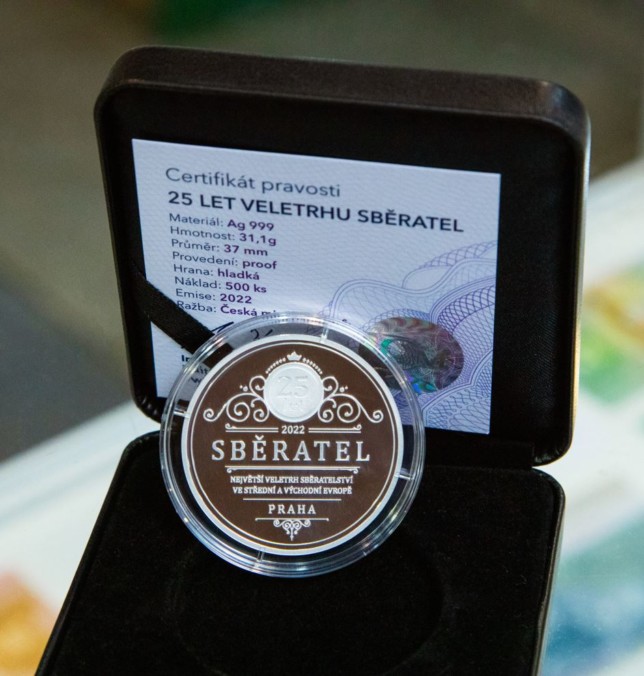 Certifikát pravosti
25 LET VELETRHU SBĚRATEL
Materiál: Ag 999
Hmotnost: 31,1g
Průměr: 37 mm
Provedení: proof
Hrana: hladká
Náklad: 500 ks
Emise: 2022
Ražba: Česká
25
2022
SBĚRATEL
NEJVĚTŠÍ VELETRH SBĚRATELSTVÍ
VE STŘEDNÍ A VÝCHODNÍ EVROPĚ
PRAHA